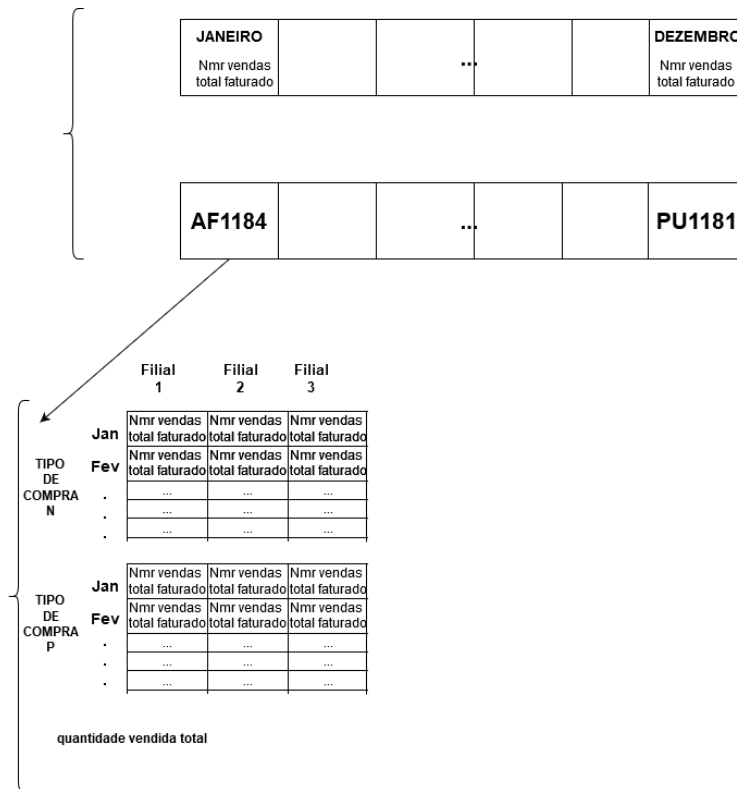 JANEIRO DEZEMBRO
Nmr vendas Nmr vendas
total faturado ... total faturado
AF1184 ... PU1181
Filial Filial Filial
1 2 3
Jan Nmr vendas Nmr vendas Nmr vendas
total faturado total faturado total faturado
Fev Nmr vendas Nmr vendas Nmr vendas
total faturado total faturado total faturado
TIPO
DE
COMPRA
N
. ... ... ...
. ... ... ...
. ... ... ...
Jan Nmr vendas Nmr vendas Nmr vendas
total faturado total faturado total faturado
Fev Nmr vendas Nmr vendas Nmr vendas
total faturado total faturado total faturado
TIPO
DE
COMPRA
P
. ... ... ...
. ... ... ...
. ... ... ...
quantidade vendida total